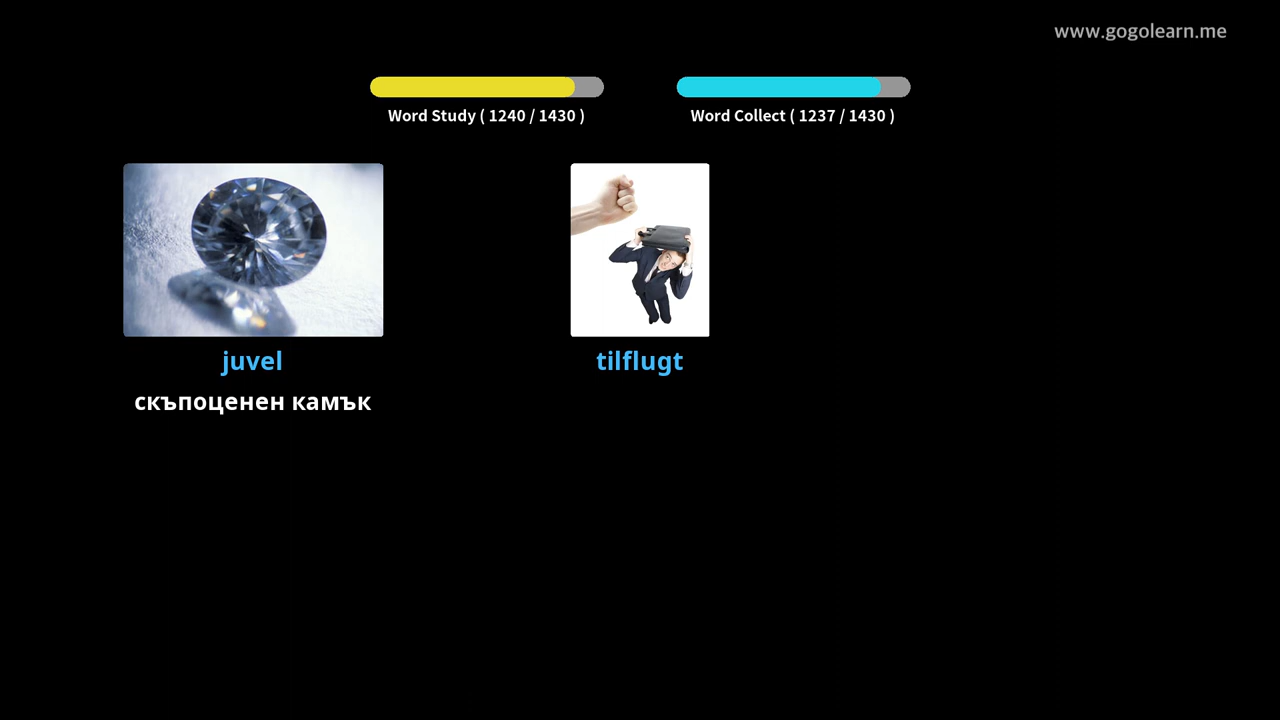 www.gogolearn.me
Word Study ( 1240 / 1430 )
Word Collect ( 1237 / 1430 )
juvel
tilflugt
скъпоценен камък